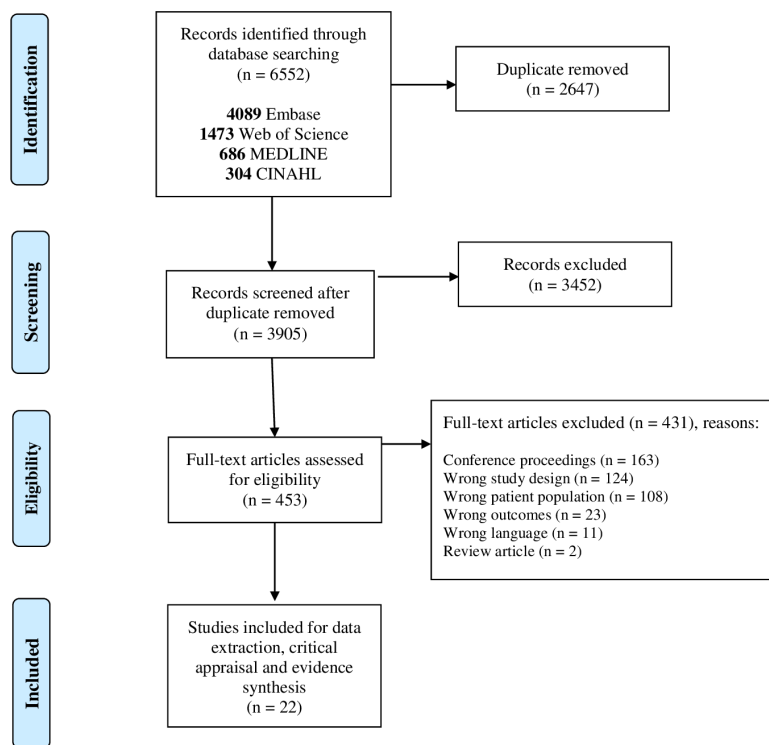 Identification
Records identified through
database searching
(n = 6552)
4089 Embase
1473 Web of Science
686 MEDLINE
304 CINAHL
Duplicate removed
(n = 2647)
Screening
Records screened after
duplicate removed
(n = 3905)
Records excluded
(n = 3452)
Eligibility
Full-text articles assessed
for eligibility
(n = 453)
Full-text articles excluded (n = 431), reasons:
Conference proceedings (n = 163)
Wrong study design (n = 124)
Wrong patient population (n = 108)
Wrong outcomes (n = 23)
Wrong language (n = 11)
Review article (n = 2)
Included
Studies included for data
extraction, critical
appraisal and evidence
synthesis
(n = 22)